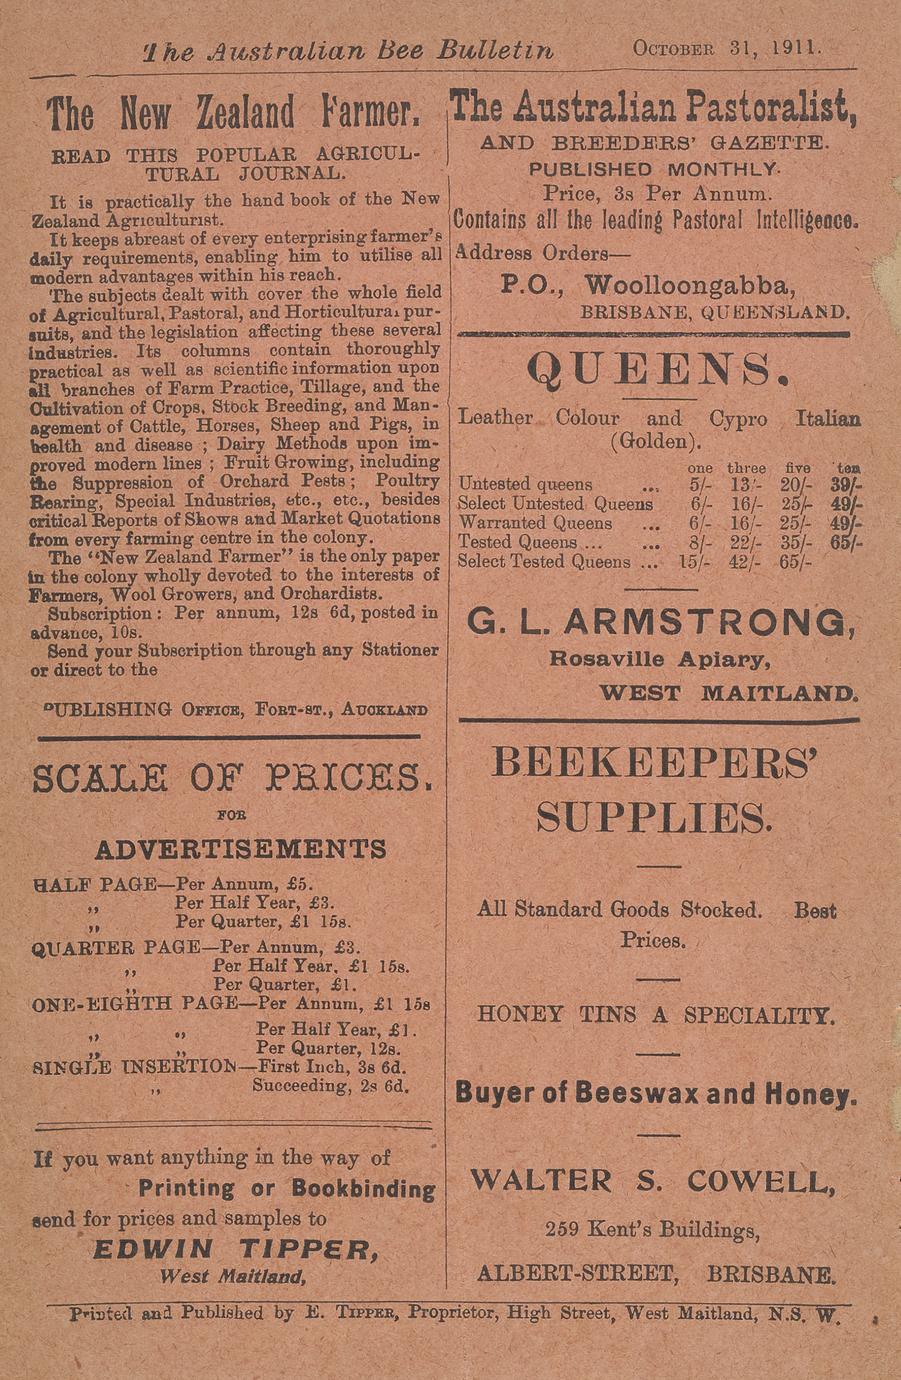 The Australian Bee Bulletin October 31, 1911.
The New Zealand Farmer.
READ THIS POPULAR AGRICUL-
TURAL JOURNAL.
It is practically the hand book of the New
Zealand Agriculturist.
It keeps abreast of every enterprising farmer's
daily requirements, enabling him to utilise all
modern advantages within his reach.
The subjects dealt with cover the whole field
of Agricultural, Pastoral, and Horticultural pur-
suits, and the legislation affecting these several
industries. Its columns contain thoroughly
practical as well as scientific information upon
all branches of Farm Practice, Tillage, and the
Cultivation of Crops, Stock Breeding, and Man-
agement of Cattle, Horses, Sheep and Pigs, in
health and disease ; Dairy Methods upon im-
proved modern lines ; Fruit Growing, including
the Suppression of Orchard Pests ; Poultry
Rearing, Special Industries, etc., etc., besides
critical Reports of Shows and Market Quotations
from every farming centre in the colony.
The "New Zealand Farmer" is the only paper
in the colony wholly devoted to the interests of
Farmers, Wool Growers, and Orchardists.
Subscription : Per annum, 12s 6d, posted in
advance, 10s.
Send your Subscription through any Stationer
or direct to the
PUBLISHING OFFICE, FORT-ST., AUCKLAND
SCALE OF PRICES.
FOR
ADVERTISEMENTS
HALF PAGE—Per Annum, £5.
,, Per Half Year, £3.
,, Per Quarter, £1 15s.
QUARTER PAGE—Per Annum, £3.
,, Per Half Year, £1 15s.
,, Per Quarter, £1.
ONE-EIGHTH PAGE—Per Annum, £1 15s
,, ,, Per Half Year, £1.
,, ,, Per Quarter, 12s.
SINGLE INSERTION—First Inch, 3s 6d.
,, Succeeding, 2s 6d.
If you want anything in the way of
Printing or Bookbinding
send for prices and samples to
EDWIN TIPPER,
West Maitland,
The Australian Pastoralist,
AND BREEDERS' GAZETTE.
PUBLISHED MONTHLY.
Price, 3s Per Annum.
Contains all the leading Pastoral Intelligence.
Address Orders—
P.O., Woolloongabba,
BRISBANE, QUEENSLAND.
QUEENS.
Leather Colour and Cypro Italian
(Golden).
one three five ten
Untested queens ... 5/- 13/- 20/- 39/-
Select Untested Queens 6/- 16/- 25/- 49/-
Warranted Queens ... 6/- 16/- 25/- 49/-
Tested Queens ... ... 8/- 22/- 35/- 65/-
Select Tested Queens ... 15/- 42/- 65/-
G. L. ARMSTRONG,
Rosaville Apiary,
WEST MAITLAND.
BEEKEEPERS'
SUPPLIES.
All Standard Goods Stocked. Best
Prices.
HONEY TINS A SPECIALITY.
Buyer of Beeswax and Honey.
WALTER S. COWELL,
259 Kent's Buildings,
ALBERT-STREET, BRISBANE.
Printed and Published by E. TIPPER, Proprietor, High Street, West Maitland, N.S. W.